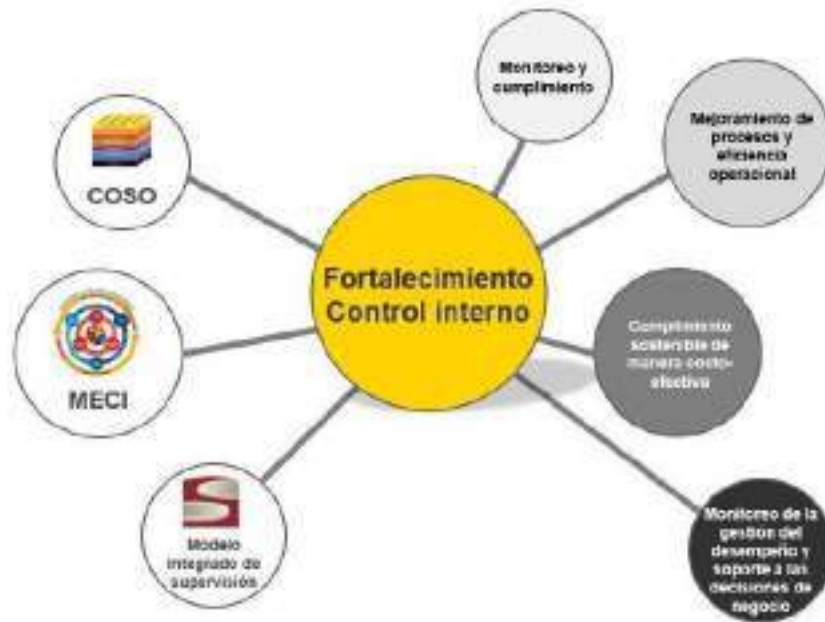 Monitoreo y
cumplimiento
Mejoramiento de
procesos y
eficiencia
operacional
COSO
Fortalecimiento
Control interno
Cumplimiento
sostenible de
manera costo-
efectiva
MECI
Modelo
integrado de
supervisión
Monitoreo de la
gestión del
desempeño y
soporte a las
decisiones de
negocio